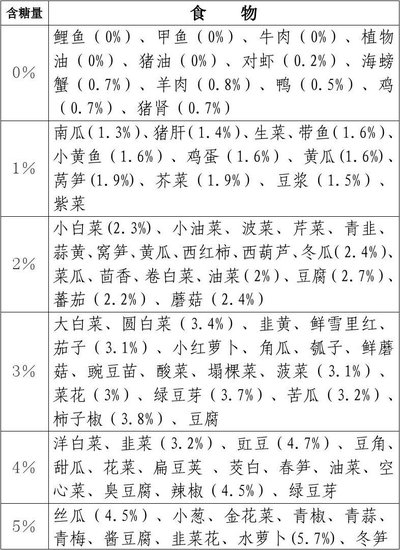 含糖量 食 物
0%
鲤鱼(0%)、甲鱼(0%)、牛肉(0%)、植物
油(0%)、猪油(0%)、对虾(0.2%)、海螃
蟹(0.7%)、羊肉(0.8%)、鸭(0.5%)、鸡
(0.7%)、猪肾(0.7%)
1%
南瓜(1.3%)、猪肝(1.4%)、生菜、带鱼(1.6%)、
小黄鱼(1.6%)、鸡蛋(1.6%)、黄瓜(1.6%)、
莴笋(1.9%)、芥菜(1.9%)、豆浆(1.5%)、
紫菜
2%
小白菜(2.3%)、小油菜、菠菜、芹菜、青韭、
蒜黄、窝笋、黄瓜、西红柿、西葫芦、冬瓜(2.4%)、
菜瓜、茴香、卷白菜、油菜(2%)、豆腐(2.7%)、
蕃茄(2.2%)、蘑菇(2.4%)
3%
大白菜、圆白菜(3.4%)、韭黄、鲜雪里红、
茄子(3.1%)、小红萝卜、角瓜、瓠子、鲜蘑
菇、豌豆苗、酸菜、塌棵菜、菠菜(3.1%)、
菜花(3%)、绿豆芽(3.7%)、苦瓜(3.2%)、
柿子椒(3.8%)、豆腐
4%
洋白菜、韭菜(3.2%)、豇豆(4.7%)、豆角、
甜瓜、花菜、扁豆荚、茭白、春笋、油菜、空
心菜、臭豆腐、辣椒(4.5%)、绿豆芽
5%
丝瓜(4.5%)、小葱、金花菜、青椒、青蒜、
青梅、酱豆腐、韭菜花、水萝卜(5.7%)、冬笋